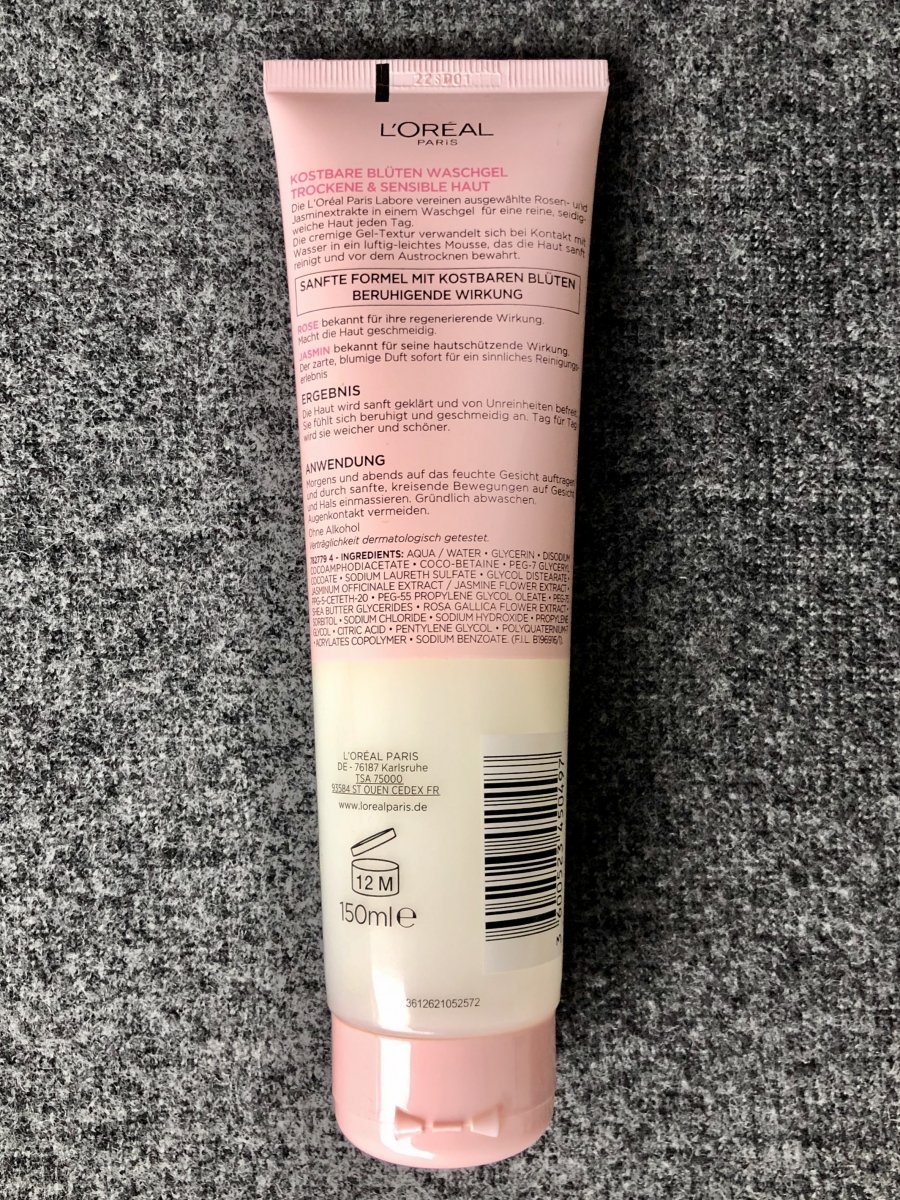 22SP01
L'ORÉAL
PARIS
KOSTBARE BLÜTEN WASCHGEL
TROCKENE & SENSIBLE HAUT
Die L'Oréal Paris Labore vereinen ausgewählte Rosen- und
Jasminextrakte in einem Waschgel für eine reine, seidig-
weiche Haut jeden Tag.
Die cremige Gel-Textur verwandelt sich bei Kontakt mit
Wasser in ein luftig-leichtes Mousse, das die Haut sanft
reinigt und vor dem Austrocknen bewahrt.
SANFTE FORMEL MIT KOSTBAREN BLÜTEN
BERUHIGENDE WIRKUNG
ROSE bekannt für ihre regenerierende Wirkung.
Macht die Haut geschmeidig.
JASMIN bekannt für seine hautschützende Wirkung.
Der zarte, blumige Duft sofort für ein sinnliches Reinigungs-
erlebnis
ERGEBNIS
Die Haut wird sanft geklärt und von Unreinheiten befreit.
Sie fühlt sich beruhigt und geschmeidig an. Tag für Tag
wird sie weicher und schöner.
ANWENDUNG
Morgens und abends auf das feuchte Gesicht auftragen
und durch sanfte, kreisende Bewegungen auf Gesicht
und Hals einmassieren. Gründlich abwaschen.
Augenkontakt vermeiden.
Ohne Alkohol
Verträglichkeit dermatologisch getestet.
782779 4 - INGREDIENTS: AQUA / WATER • GLYCERIN • DISODIUM
COCOAMPHODIACETATE • COCO-BETAINE • PEG-7 GLYCERYL
COCOATE • SODIUM LAURETH SULFATE • GLYCOL DISTEARATE •
JASMINUM OFFICINALE EXTRACT / JASMINE FLOWER EXTRACT •
PPG-5-CETETH-20 • PEG-55 PROPYLENE GLYCOL OLEATE • PEG-75
SHEA BUTTER GLYCERIDES • ROSA GALLICA FLOWER EXTRACT •
SORBITOL • SODIUM CHLORIDE • SODIUM HYDROXIDE • PROPYLENE
GLYCOL • CITRIC ACID • PENTYLENE GLYCOL • POLYQUATERNIUM-7
• ACRYLATES COPOLYMER • SODIUM BENZOATE. (F.I.L. B196916/1).
L'ORÉAL PARIS
DE - 76187 Karlsruhe
TSA 75000
93584 ST OUEN CEDEX FR
www.lorealparis.de
12 M
150ml e
3 600523 450497
3612621052572